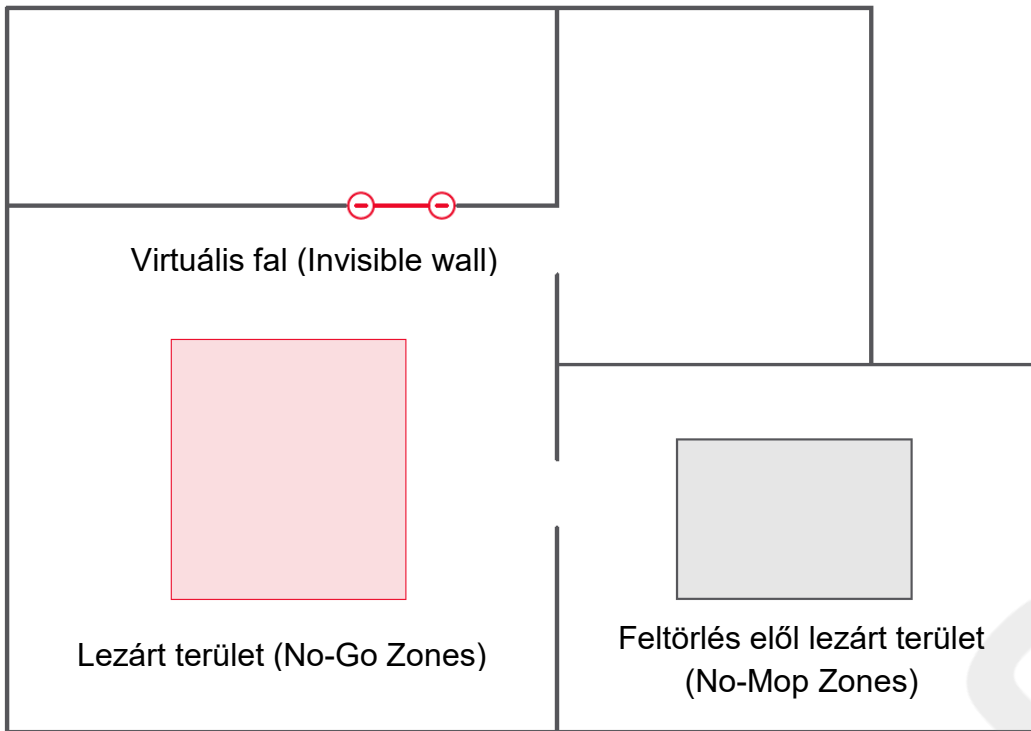 Virtuális fal (Invisible wall)
Lezárt terület (No-Go Zones)
Feltörlés elől lezárt terület
(No-Mop Zones)